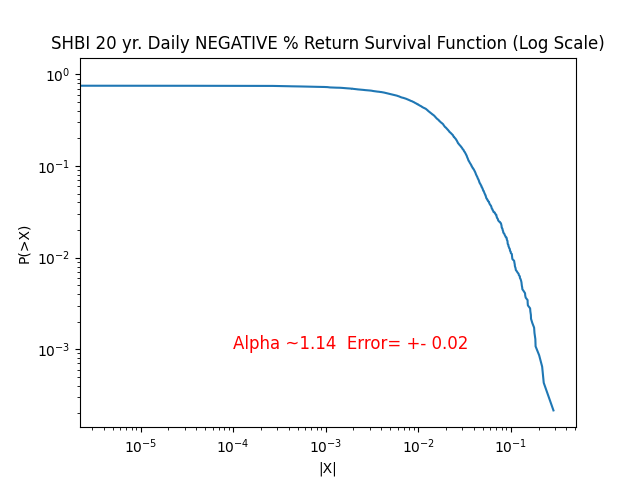 SHBI 20 yr. Daily NEGATIVE % Return Survival Function (Log Scale)
10⁰
10⁻¹
10⁻²
10⁻³
P(>X)
Alpha ~1.14  Error= +- 0.02
10⁻⁵ 10⁻⁴ 10⁻³ 10⁻² 10⁻¹
|X|